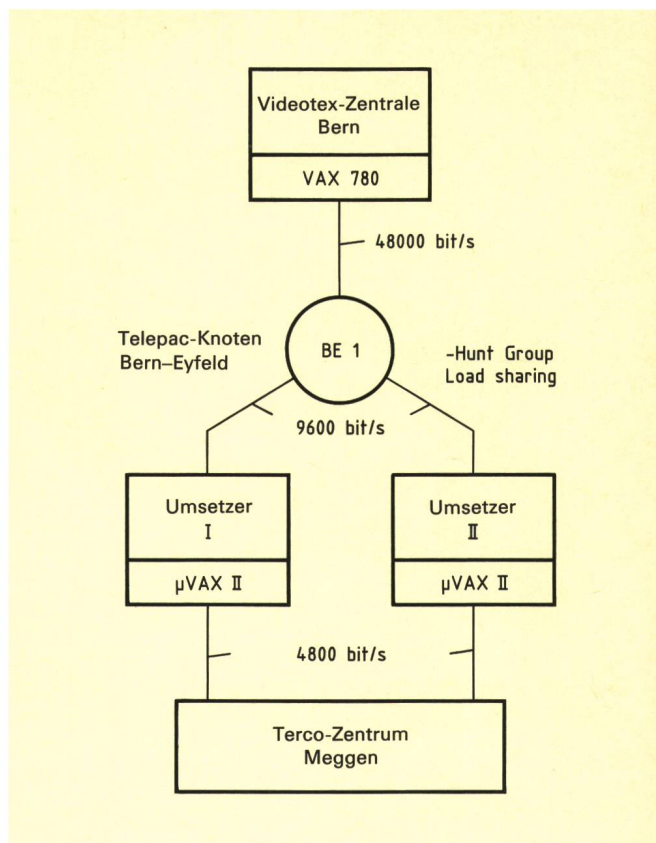 Videotex-Zentrale
Bern
VAX 780
48000 bit/s
Telepac-Knoten
Bern–Eyfeld
BE 1
-Hunt Group
Load sharing
9600 bit/s
Umsetzer
I
µVAX II
Umsetzer
II
µVAX II
4800 bit/s
Terco-Zentrum
Meggen